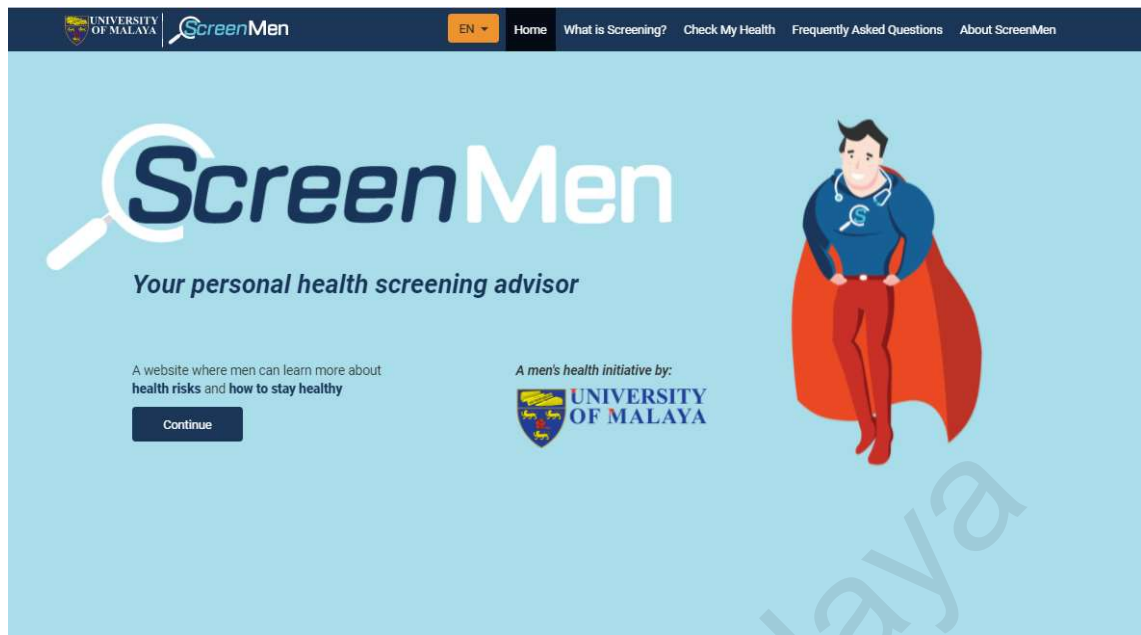 UNIVERSITY
OF MALAYA
ScreenMen
EN
Home
What is Screening?
Check My Health
Frequently Asked Questions
About ScreenMen
ScreenMen
Your personal health screening advisor
A website where men can learn more about
health risks and how to stay healthy
Continue
A men's health initiative by:
UNIVERSITY
OF MALAYA
S
laya